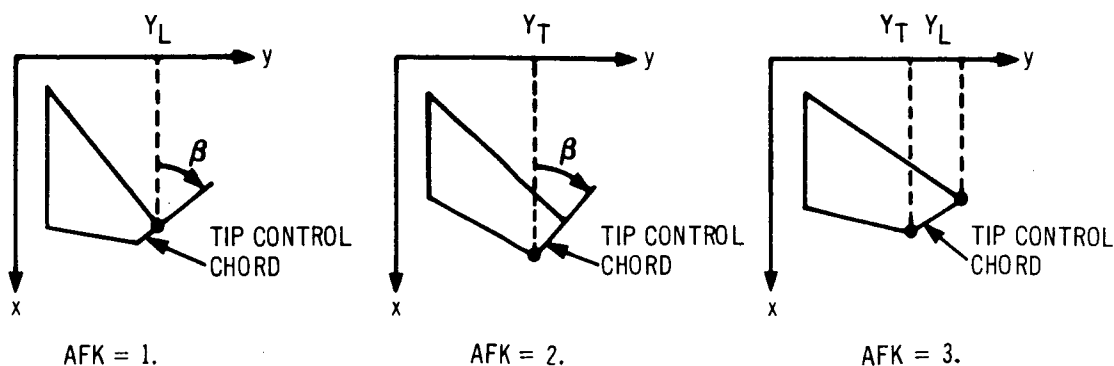 Y_L
y
β
TIP CONTROL
CHORD
x
AFK = 1.
Y_T
y
β
TIP CONTROL
CHORD
x
AFK = 2.
Y_T Y_L
y
TIP CONTROL
CHORD
x
AFK = 3.